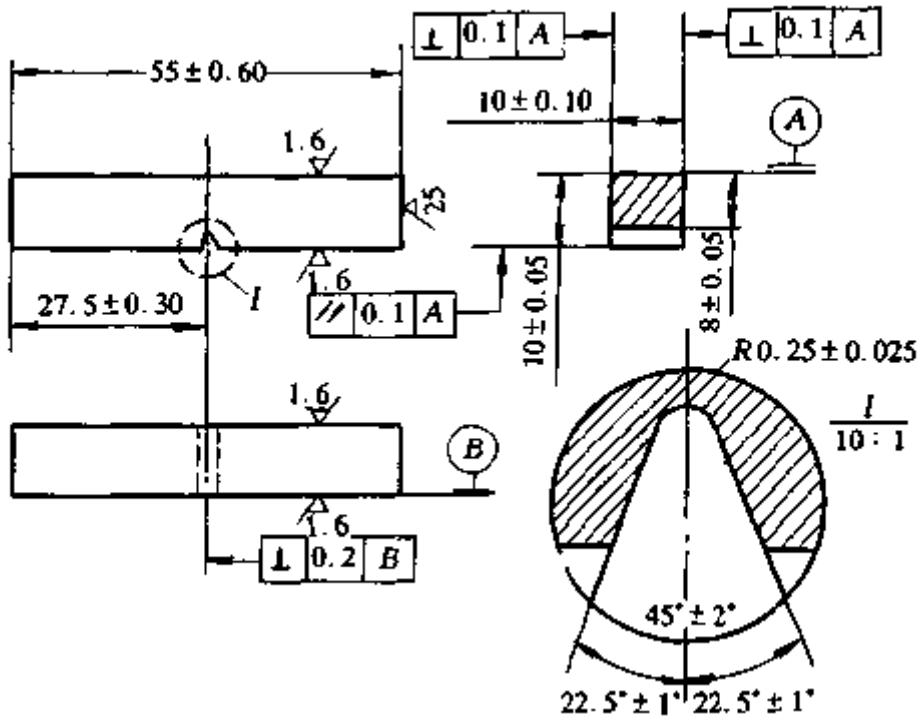 ⊥ 0.1 A
⊥ 0.1 A
55±0.60
10±0.10
A
1.6
25
1.6
I
27.5±0.30
∥ 0.1 A
10±0.05
8±0.05
R0.25±0.025
I
10:1
1.6
B
1.6
⊥ 0.2 B
45°±2°
22.5°±1° 22.5°±1°